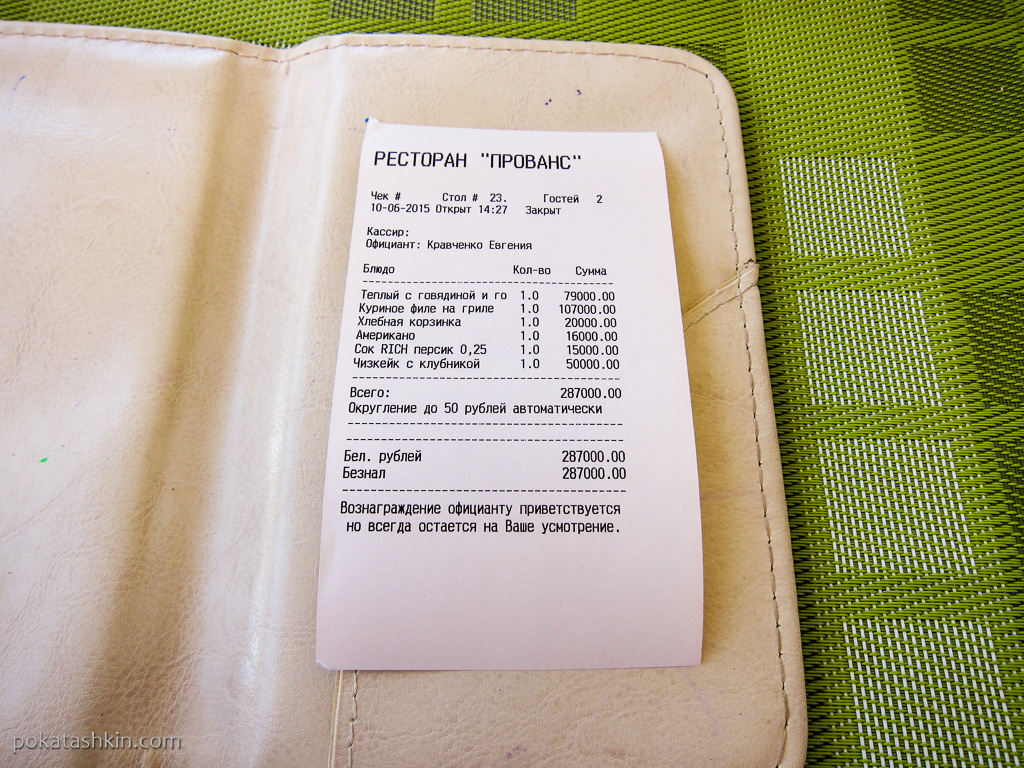 РЕСТОРАН "ПРОВАНС"
Чек # Стол # 23. Гостей 2
10-06-2015 Открыт 14:27 Закрыт
Кассир:
Официант: Кравченко Евгения
Блюдо Кол-во Сумма
Теплый с говядиной и го 1.0 79000.00
Куриное филе на гриле 1.0 107000.00
Хлебная корзинка 1.0 20000.00
Американо 1.0 16000.00
Сок RICH персик 0,25 1.0 15000.00
Чизкейк с клубникой 1.0 50000.00
Всего: 287000.00
Округление до 50 рублей автоматически
Бел. рублей 287000.00
Безнал 287000.00
Вознаграждение официанту приветствуется
но всегда остается на Ваше усмотрение.
pokatashkin.com